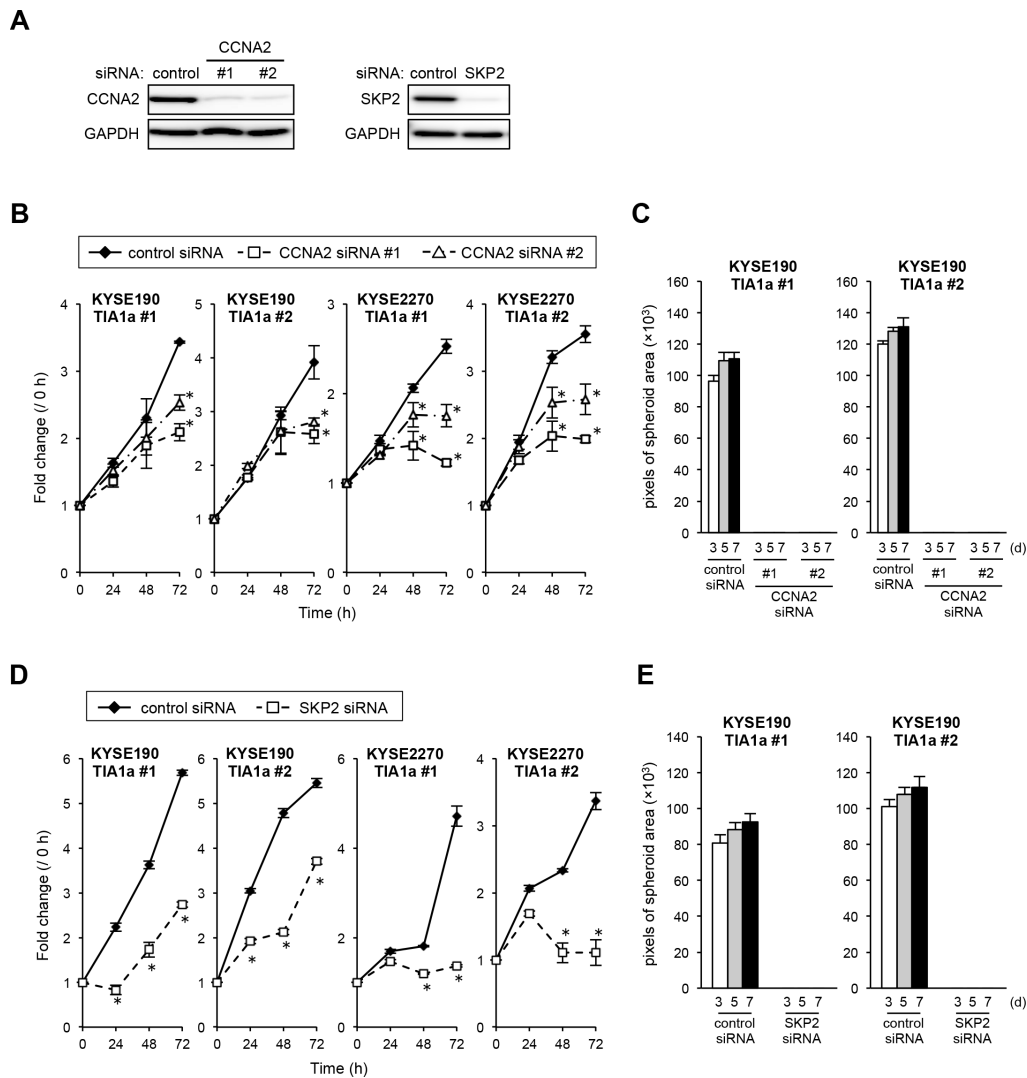 A
CCNA2
siRNA: control #1 #2
CCNA2
GAPDH
siRNA: control SKP2
SKP2
GAPDH
B
control siRNA CCNA2 siRNA #1 CCNA2 siRNA #2
Fold change (/ 0 h)
KYSE190
TIA1a #1
4
3
2
1
0
* *
0 24 48 72
KYSE190
TIA1a #2
5
4
3
2
1
0
* *
0 24 48 72
KYSE2270
TIA1a #1
3
2
1
0
* * * *
0 24 48 72
KYSE2270
TIA1a #2
4
3
2
1
0
* * * *
0 24 48 72
Time (h)
C
pixels of spheroid area (×10³)
KYSE190
TIA1a #1
160
140
120
100
80
60
40
20
0
3 5 7 3 5 7 3 5 7
control
siRNA
#1 #2
CCNA2
siRNA
KYSE190
TIA1a #2
160
140
120
100
80
60
40
20
0
3 5 7 3 5 7 3 5 7 (d)
control
siRNA
#1 #2
CCNA2
siRNA
D
control siRNA SKP2 siRNA
Fold change (/ 0 h)
KYSE190
TIA1a #1
6
5
4
3
2
1
0
* * *
0 24 48 72
KYSE190
TIA1a #2
6
5
4
3
2
1
0
* * *
0 24 48 72
KYSE2270
TIA1a #1
6
4
2
0
* *
0 24 48 72
KYSE2270
TIA1a #2
4
3
2
1
0
* *
0 24 48 72
Time (h)
E
pixels of spheroid area (×10³)
KYSE190
TIA1a #1
140
120
100
80
60
40
20
0
3 5 7 3 5 7
control
siRNA
SKP2
siRNA
KYSE190
TIA1a #2
140
120
100
80
60
40
20
0
3 5 7 3 5 7 (d)
control
siRNA
SKP2
siRNA